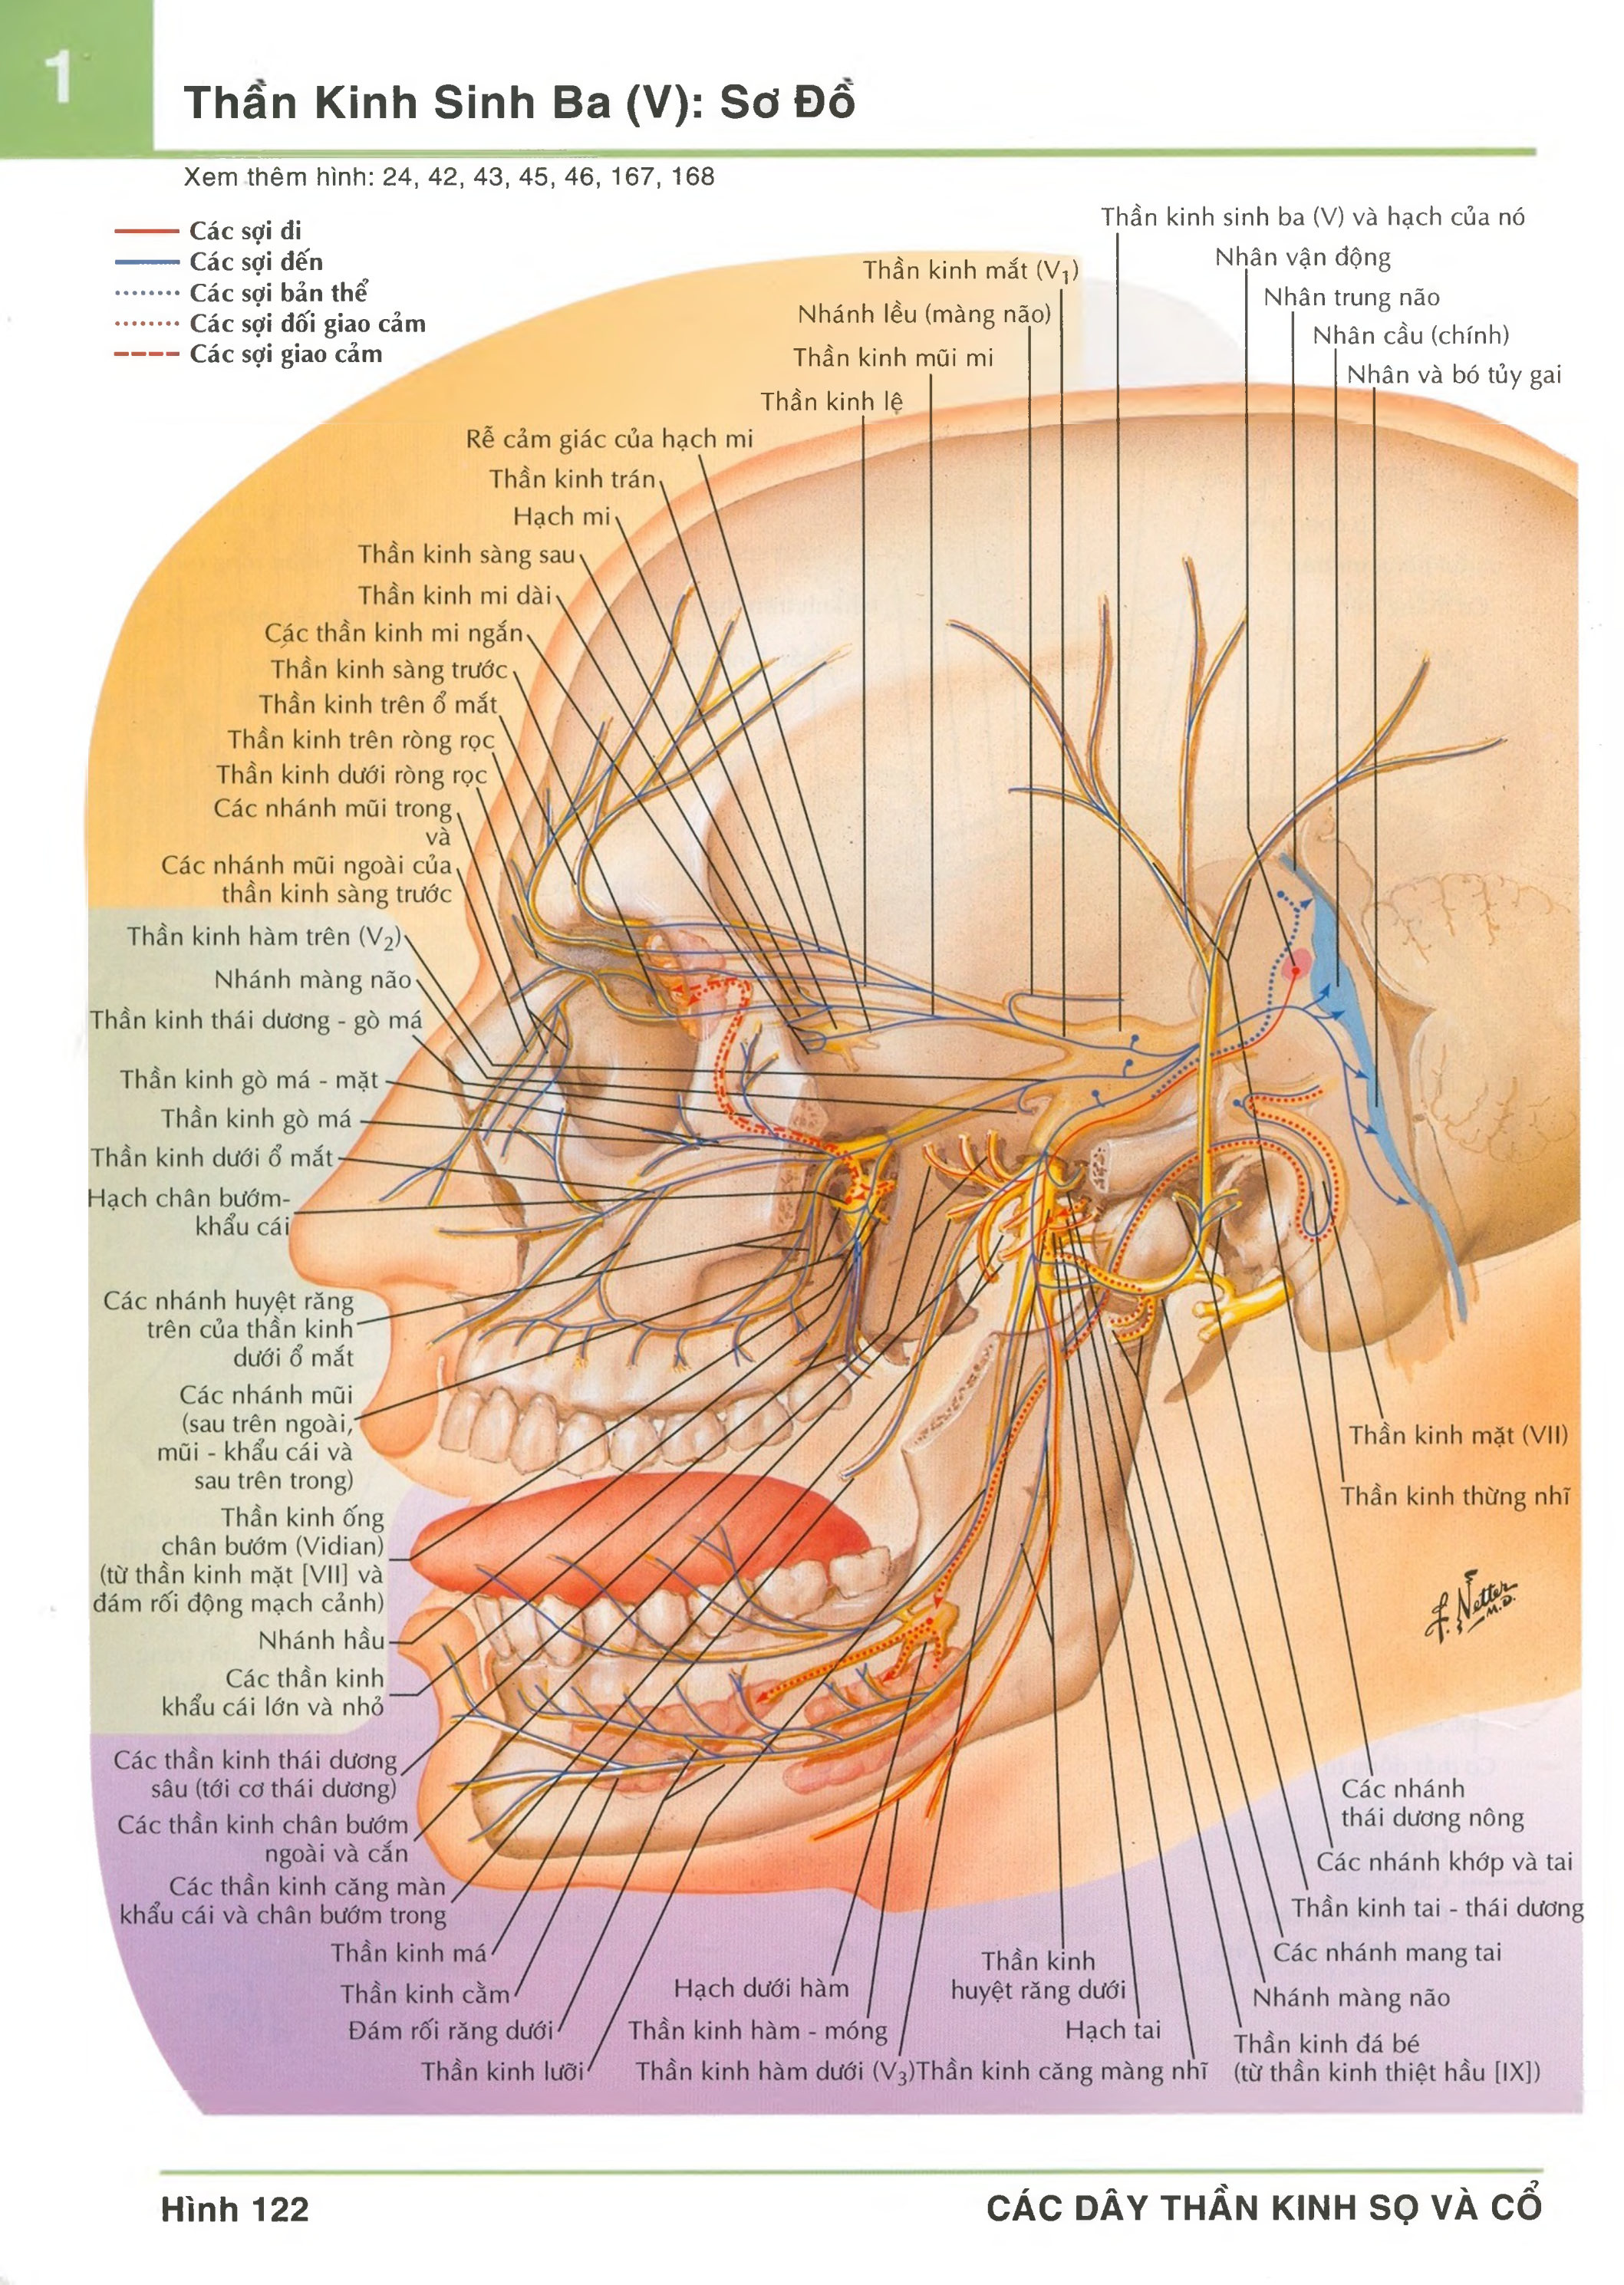 1
Thần Kinh Sinh Ba (V): Sơ Đồ
Xem thêm hình: 24, 42, 43, 45, 46, 167, 168
Các sợi đi
Các sợi đến
Các sợi bản thể
Các sợi đối giao cảm
Các sợi giao cảm
Thần kinh sinh ba (V) và hạch của nó
Nhân vận động
Nhân trung não
Nhân cầu (chính)
Nhân và bó tủy gai
Thần kinh mắt (V1)
Nhánh lều (màng não)
Thần kinh mũi mi
Thần kinh lệ
Rễ cảm giác của hạch mi
Thần kinh trán
Hạch mi
Thần kinh sàng sau
Thần kinh mi dài
Các thần kinh mi ngắn
Thần kinh sàng trước
Thần kinh trên ổ mắt
Thần kinh trên ròng rọc
Thần kinh dưới ròng rọc
Các nhánh mũi trong
và
Các nhánh mũi ngoài của
thần kinh sàng trước
Thần kinh hàm trên (V2)
Nhánh màng não
Thần kinh thái dương - gò má
Thần kinh gò má - mặt
Thần kinh gò má
Thần kinh dưới ổ mắt
Hạch chân bướm-
khẩu cái
Các nhánh huyệt răng
trên của thần kinh
dưới ổ mắt
Các nhánh mũi
(sau trên ngoài,
mũi - khẩu cái và
sau trên trong)
Thần kinh ống
chân bướm (Vidian)
(từ thần kinh mặt [VII] và
đám rối động mạch cảnh)
Nhánh hầu
Các thần kinh
khẩu cái lớn và nhỏ
Các thần kinh thái dương
sâu (tới cơ thái dương)
Các thần kinh chân bướm
ngoài và cắn
Các thần kinh căng màn
khẩu cái và chân bướm trong
Thần kinh má
Thần kinh cằm
Đám rối răng dưới
Thần kinh lưỡi
Hạch dưới hàm
Thần kinh hàm - móng
Thần kinh hàm dưới (V3)
Thần kinh
huyệt răng dưới
Hạch tai
Thần kinh căng màng nhĩ
Thần kinh mặt (VII)
Thần kinh thừng nhĩ
F. Netter
M.D.
Các nhánh
thái dương nông
Các nhánh khớp và tai
Thần kinh tai - thái dương
Các nhánh mang tai
Nhánh màng não
Thần kinh đá bé
(từ thần kinh thiệt hầu [IX])
Hình 122
CÁC DÂY THẦN KINH SỌ VÀ CỔ